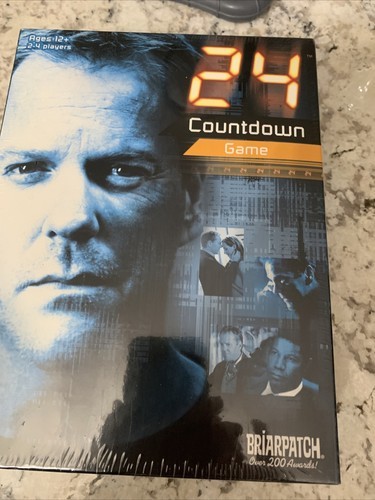 Ages 12+
2-4 players
24
Countdown
Game
BRIARPATCH®
Over 200 Awards!